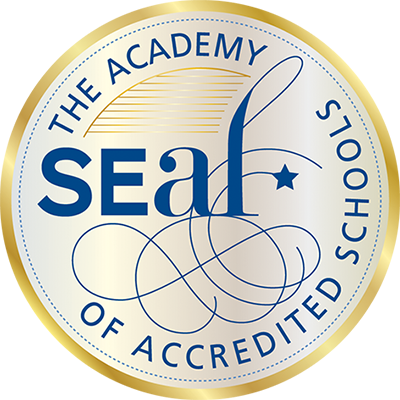 THE ACADEMY
SEal
OF ACCREDITED SCHOOLS